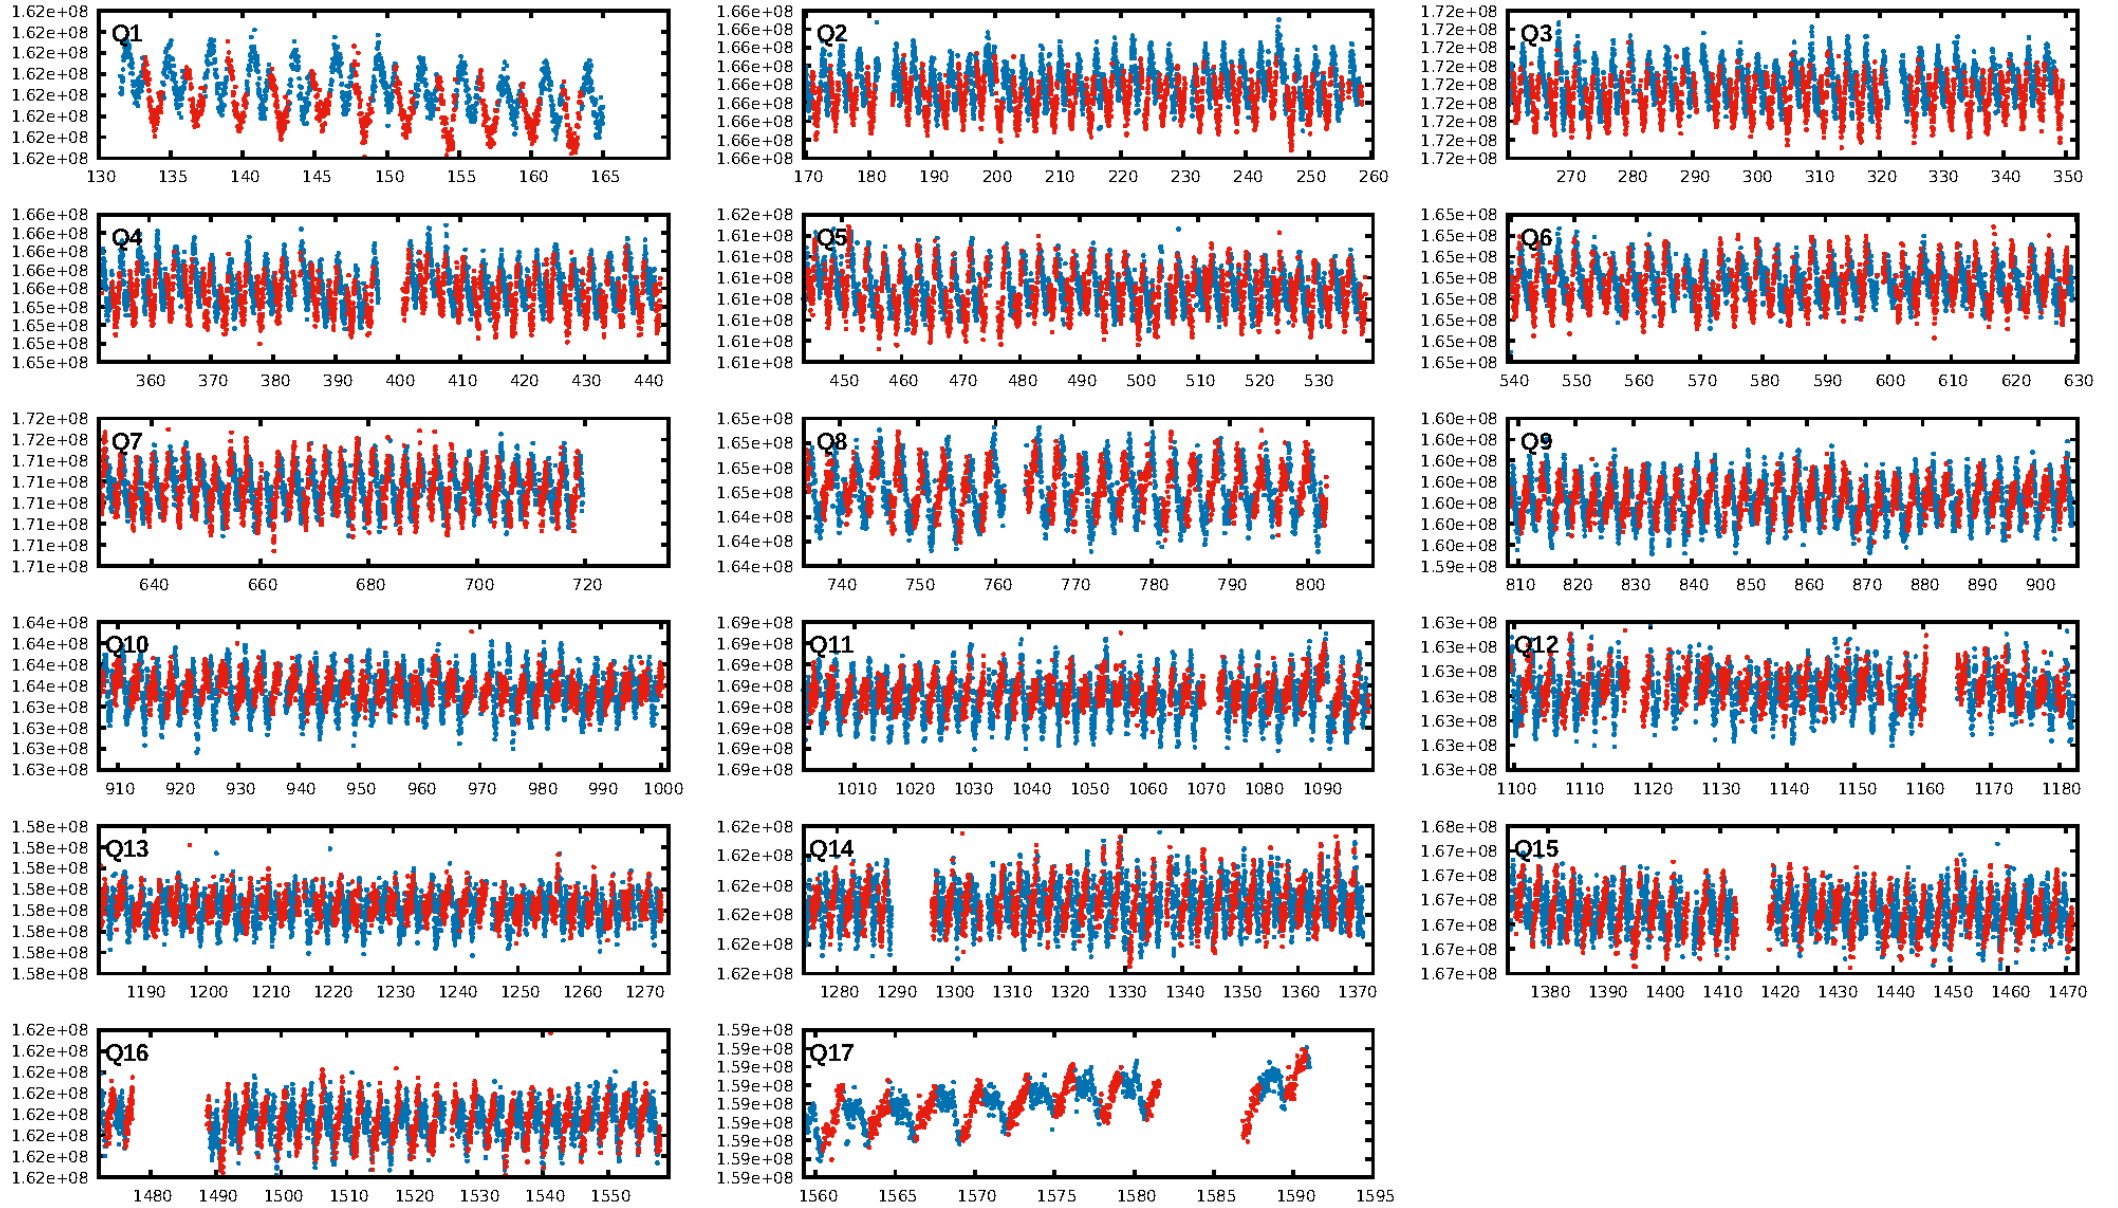 1.62e+08 1.62e+08 1.62e+08 1.62e+08 1.62e+08 1.62e+08 1.62e+08 1.62e+08
Q1
130 135 140 145 150 155 160 165
1.66e+08 1.66e+08 1.66e+08 1.66e+08 1.66e+08 1.66e+08 1.66e+08 1.66e+08 1.66e+08
Q2
170 180 190 200 210 220 230 240 250 260
1.72e+08 1.72e+08 1.72e+08 1.72e+08 1.72e+08 1.72e+08 1.72e+08 1.72e+08 1.72e+08
Q3
270 280 290 300 310 320 330 340 350
1.66e+08 1.66e+08 1.66e+08 1.66e+08 1.66e+08 1.65e+08 1.65e+08 1.65e+08 1.65e+08
Q4
360 370 380 390 400 410 420 430 440
1.62e+08 1.61e+08 1.61e+08 1.61e+08 1.61e+08 1.61e+08 1.61e+08 1.61e+08
Q5
450 460 470 480 490 500 510 520 530
1.65e+08 1.65e+08 1.65e+08 1.65e+08 1.65e+08 1.65e+08 1.65e+08 1.65e+08
Q6
540 550 560 570 580 590 600 610 620 630
1.72e+08 1.72e+08 1.71e+08 1.71e+08 1.71e+08 1.71e+08 1.71e+08 1.71e+08
Q7
640 660 680 700 720
1.65e+08 1.65e+08 1.65e+08 1.65e+08 1.64e+08 1.64e+08 1.64e+08
Q8
740 750 760 770 780 790 800
1.60e+08 1.60e+08 1.60e+08 1.60e+08 1.60e+08 1.60e+08 1.60e+08 1.59e+08
Q9
810 820 830 840 850 860 870 880 890 900
1.64e+08 1.64e+08 1.64e+08 1.64e+08 1.63e+08 1.63e+08 1.63e+08 1.63e+08
Q10
910 920 930 940 950 960 970 980 990 1000
1.69e+08 1.69e+08 1.69e+08 1.69e+08 1.69e+08 1.69e+08 1.69e+08 1.69e+08
Q11
1010 1020 1030 1040 1050 1060 1070 1080 1090
1.63e+08 1.63e+08 1.63e+08 1.63e+08 1.63e+08 1.63e+08 1.63e+08
Q12
1100 1110 1120 1130 1140 1150 1160 1170 1180
1.58e+08 1.58e+08 1.58e+08 1.58e+08 1.58e+08 1.58e+08 1.58e+08 1.58e+08
Q13
1190 1200 1210 1220 1230 1240 1250 1260 1270
1.62e+08 1.62e+08 1.62e+08 1.62e+08 1.62e+08 1.62e+08
Q14
1280 1290 1300 1310 1320 1330 1340 1350 1360 1370
1.68e+08 1.67e+08 1.67e+08 1.67e+08 1.67e+08 1.67e+08 1.67e+08
Q15
1380 1390 1400 1410 1420 1430 1440 1450 1460 1470
1.62e+08 1.62e+08 1.62e+08 1.62e+08 1.62e+08 1.62e+08 1.62e+08 1.62e+08
Q16
1480 1490 1500 1510 1520 1530 1540 1550
1.59e+08 1.59e+08 1.59e+08 1.59e+08 1.59e+08 1.59e+08 1.59e+08 1.59e+08 1.59e+08
Q17
1560 1565 1570 1575 1580 1585 1590 1595